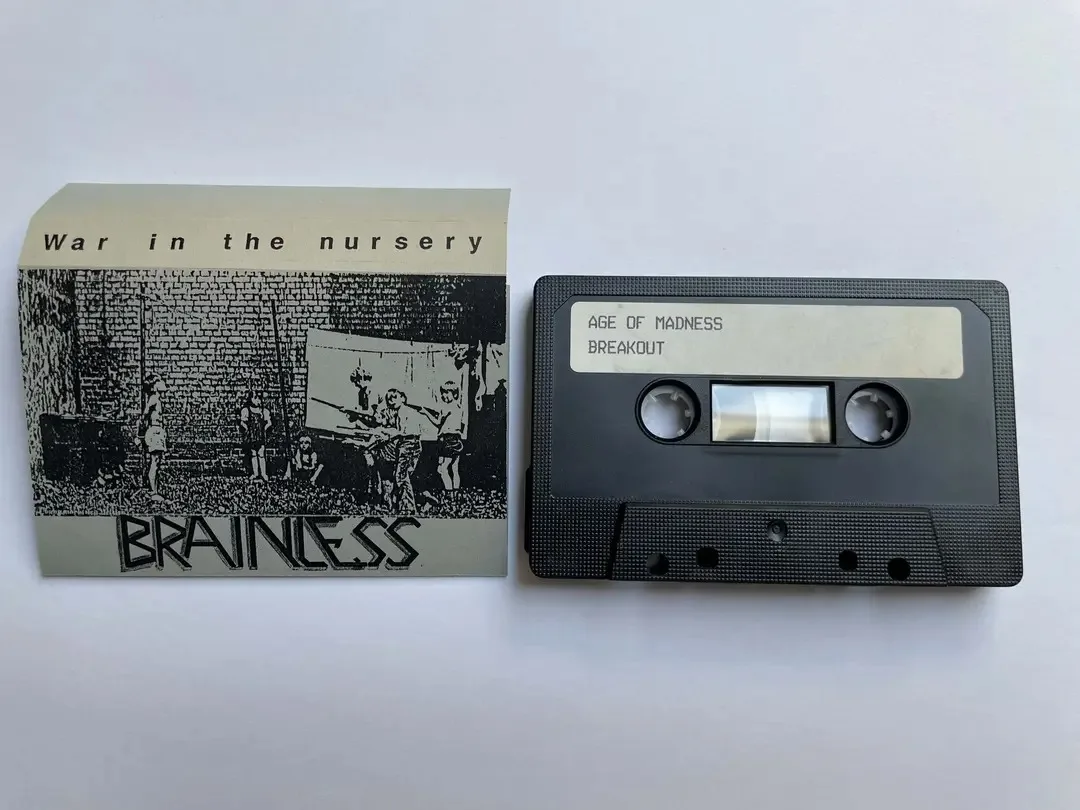 War in the nursery
BRAINLESS
AGE OF MADNESS
BREAKOUT